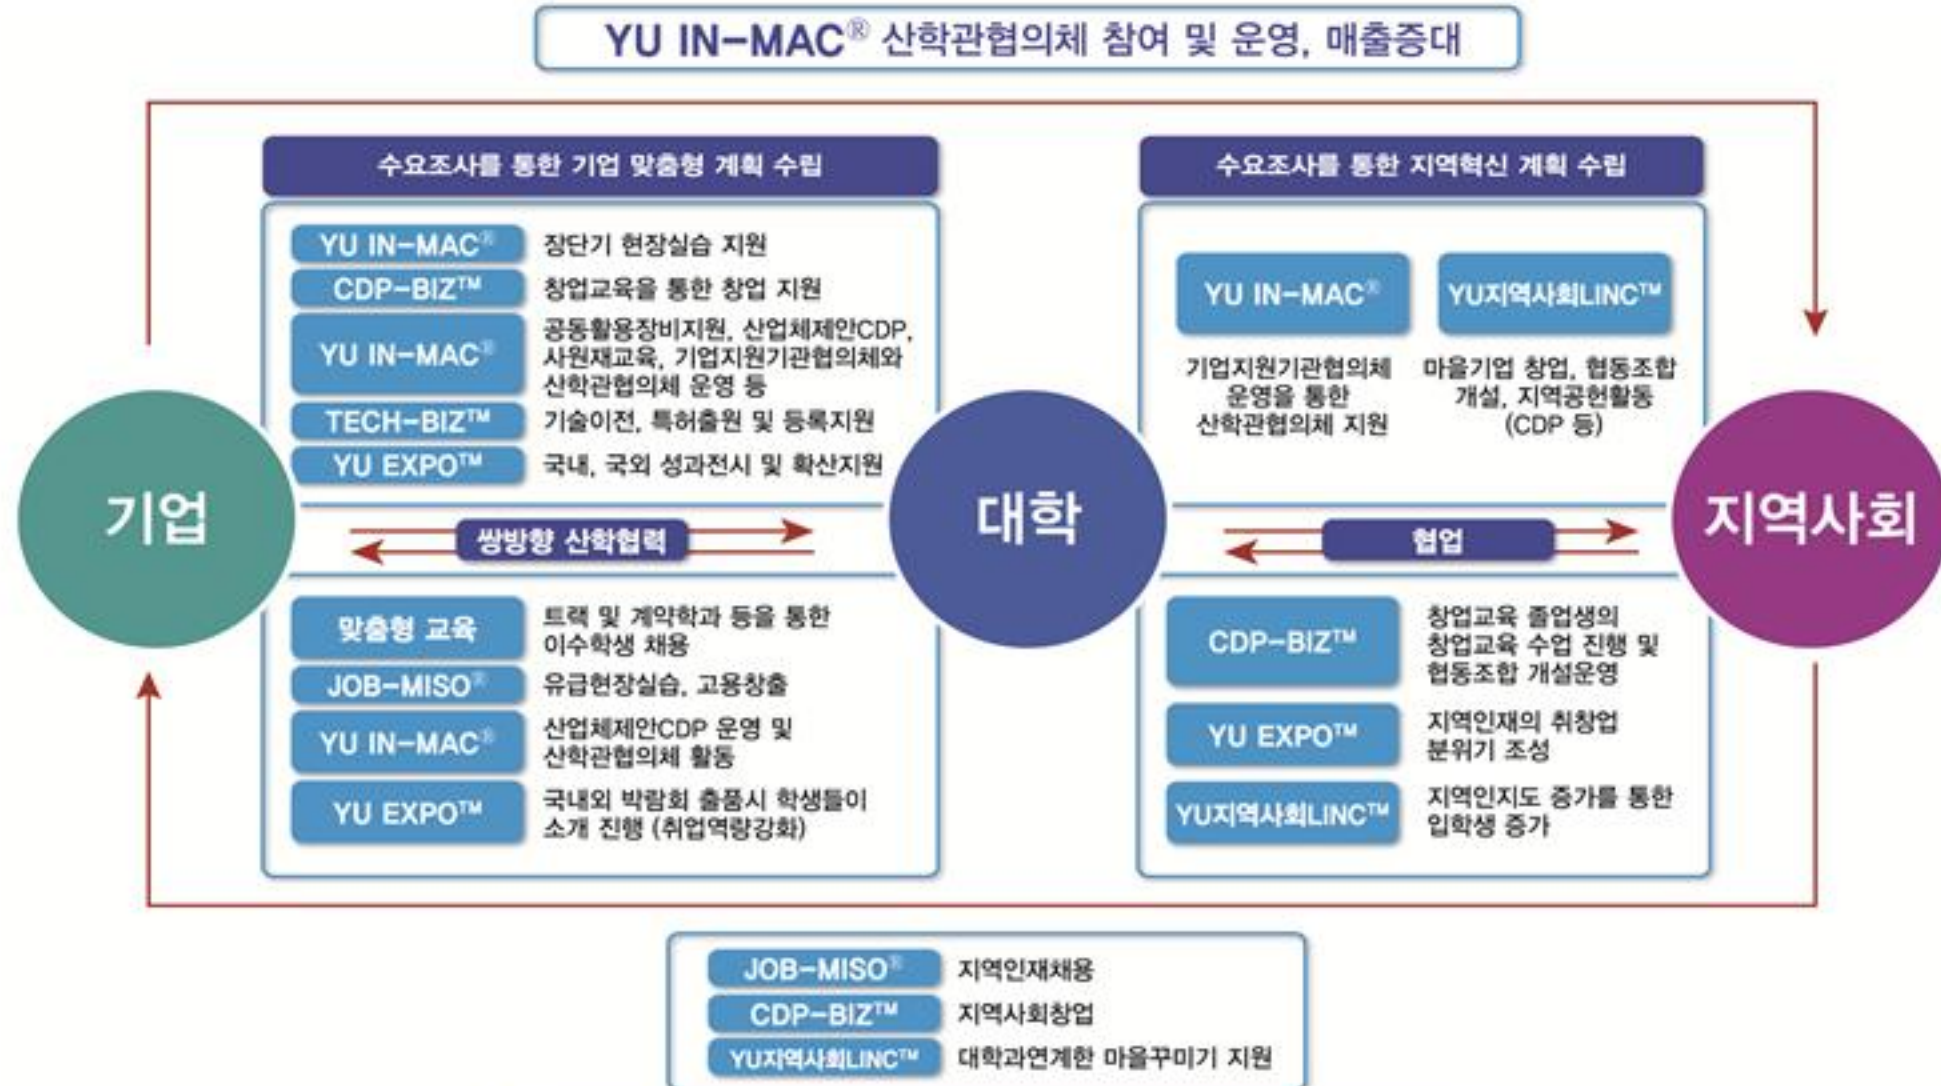 YU IN-MAC® 산학관협의체 참여 및 운영, 매출증대
수요조사를 통한 기업 맞춤형 계획 수립
YU IN-MAC® 장단기 현장실습 지원
CDP-BIZ™ 창업교육을 통한 창업 지원
YU IN-MAC®
공동활용장비지원, 산업체제안CDP,
사원재교육, 기업지원기관협의체와
산학관협의체 운영 등
TECH-BIZ™ 기술이전, 특허출원 및 등록지원
YU EXPO™ 국내, 국외 성과전시 및 확산지원
수요조사를 통한 지역혁신 계획 수립
YU IN-MAC®
기업지원기관협의체
운영을 통한
산학관협의체 지원
YU지역사회LINC™
마을기업 창업, 협동조합
개설, 지역공헌활동
(CDP 등)
기업
쌍방향 산학협력
대학
협업
지역사회
맞춤형 교육
트랙 및 계약학과 등을 통한
이수학생 채용
JOB-MISO® 유급현장실습, 고용창출
YU IN-MAC®
산업체제안CDP 운영 및
산학관협의체 활동
YU EXPO™
국내외 박람회 출품시 학생들이
소개 진행 (취업역량강화)
CDP-BIZ™
창업교육 졸업생의
창업교육 수업 진행 및
협동조합 개설운영
YU EXPO™
지역인재의 취창업
분위기 조성
YU지역사회LINC™
지역인지도 증가를 통한
입학생 증가
JOB-MISO® 지역인재채용
CDP-BIZ™ 지역사회창업
YU지역사회LINC™ 대학과연계한 마을꾸미기 지원